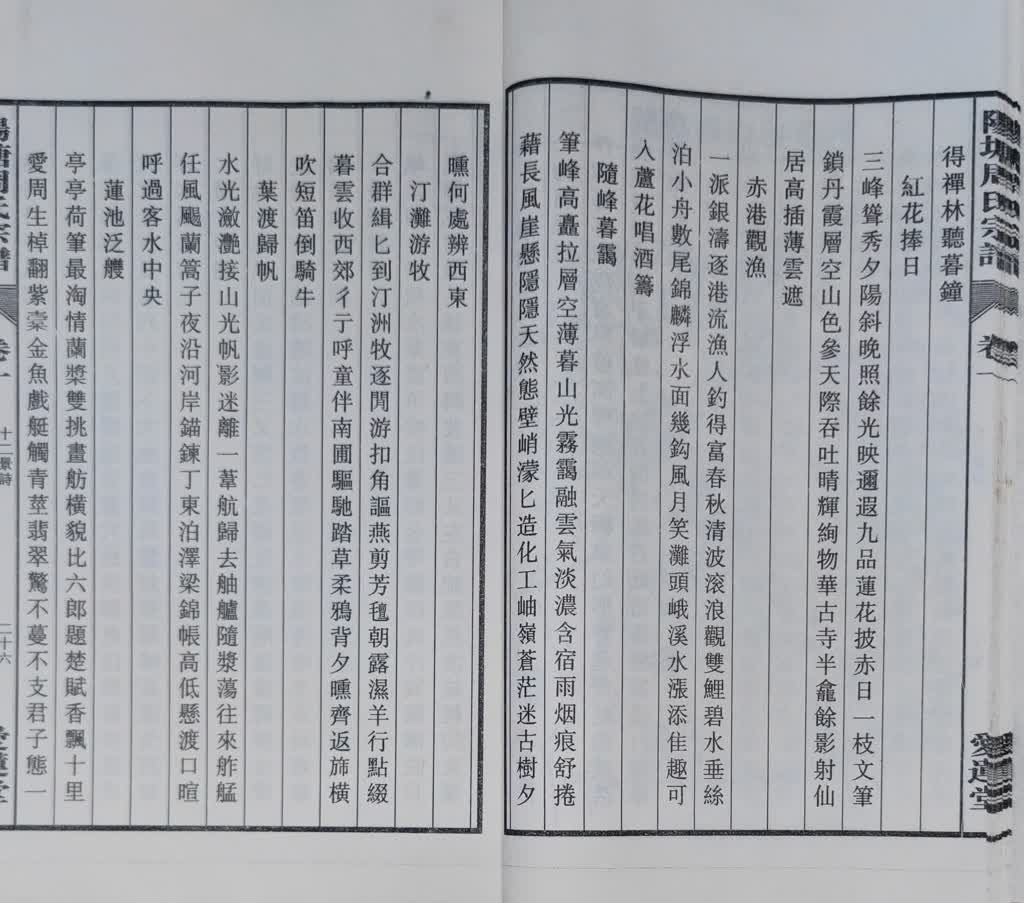 陽塘周氏宗譜
卷一
愛蓮堂
得禪林聽暮鐘
紅花捧日
三峰聳秀夕陽斜晚照餘光映邇遐九品蓮花披赤日一枝文筆
鎖丹霞層空山色參天際吞吐晴輝絢物華古寺半龕餘影射仙
居高插薄雲遮
赤港觀漁
一派銀濤逐港流漁人釣得富春秋清波滾浪觀雙鯉碧水垂絲
泊小舟數尾錦麟浮水面幾鈎風月笑灘頭峨溪水漲添佳趣可
入蘆花唱酒籌
隨峰暮靄
筆峰高矗拉層空薄暮山光霧靄融雲氣淡濃含宿雨烟痕舒捲
藉長風崖懸隱隱天然態壁峭濛匕造化工岫嶺蒼茫迷古樹夕
曛何處辨西東
汀灘游牧
合群緝匕到汀洲牧逐閒游扣角謳燕剪芳毯朝露濕羊行點綴
暮雲收西郊彳亍呼童伴南圃驅馳踏草柔鴉背夕曛齊返斾橫
吹短笛倒騎牛
葉渡歸帆
水光瀲灔接山光帆影迷離一葦航歸去舳艫隨漿蕩往來舴艋
任風颺蘭篙子夜沿河岸錨鍊丁東泊澤梁錦帳高低懸渡口暄
呼過客水中央
蓮池泛艭
亭亭荷筆最淘情蘭槳雙挑畫舫橫貌比六郎題楚賦香飄十里
愛周生棹翻紫橐金魚戲艇觸青莖翡翠驚不蔓不支君子態一
陽塘周氏宗譜
卷一
十二景詩
二十六
愛蓮堂